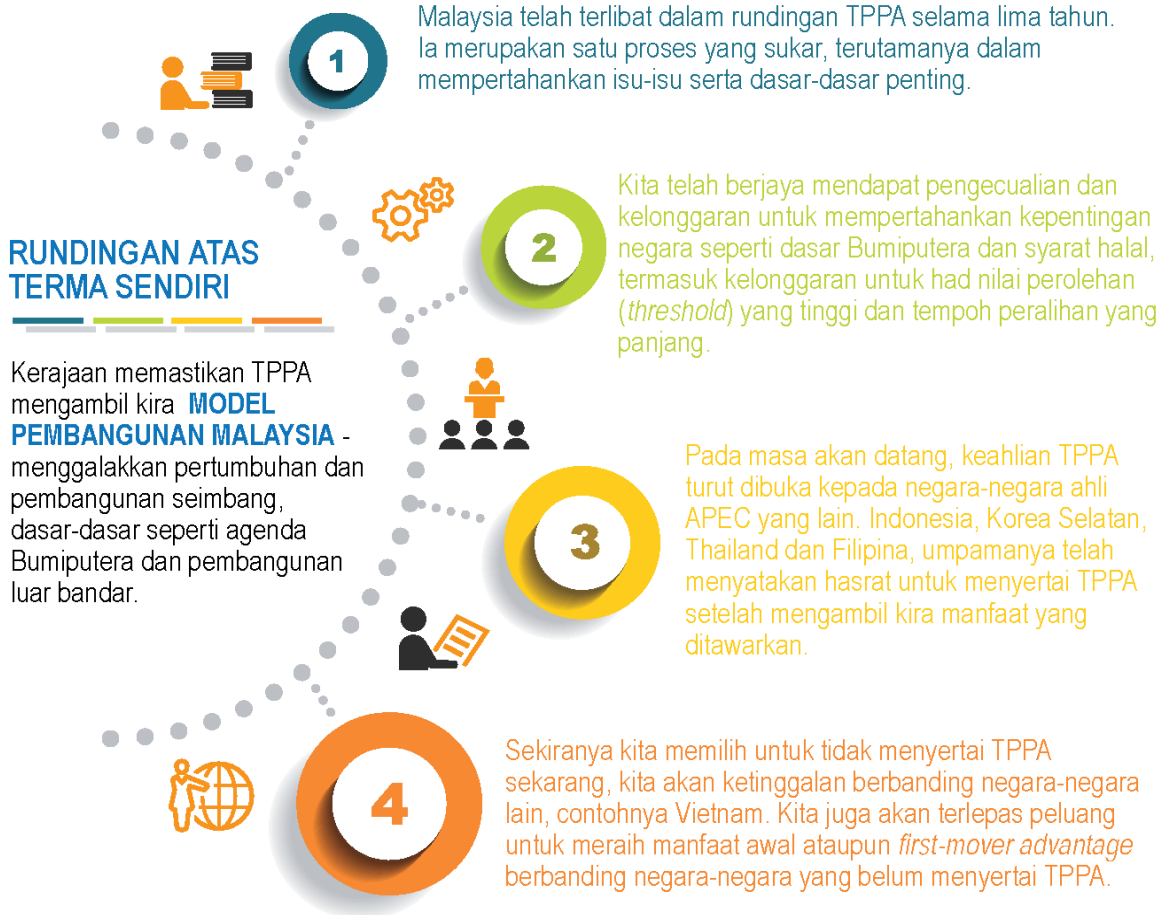 1
Malaysia telah terlibat dalam rundingan TPPA selama lima tahun.
Ia merupakan satu proses yang sukar, terutamanya dalam
mempertahankan isu-isu serta dasar-dasar penting.
RUNDINGAN ATAS
TERMA SENDIRI
Kerajaan memastikan TPPA
mengambil kira MODEL
PEMBANGUNAN MALAYSIA -
menggalakkan pertumbuhan dan
pembangunan seimbang,
dasar-dasar seperti agenda
Bumiputera dan pembangunan
luar bandar.
2
Kita telah berjaya mendapat pengecualian dan
kelonggaran untuk mempertahankan kepentingan
negara seperti dasar Bumiputera dan syarat halal,
termasuk kelonggaran untuk had nilai perolehan
(threshold) yang tinggi dan tempoh peralihan yang
panjang.
3
Pada masa akan datang, keahlian TPPA
turut dibuka kepada negara-negara ahli
APEC yang lain. Indonesia, Korea Selatan,
Thailand dan Filipina, umpamanya telah
menyatakan hasrat untuk menyertai TPPA
setelah mengambil kira manfaat yang
ditawarkan.
4
Sekiranya kita memilih untuk tidak menyertai TPPA
sekarang, kita akan ketinggalan berbanding negara-negara
lain, contohnya Vietnam. Kita juga akan terlepas peluang
untuk meraih manfaat awal ataupun first-mover advantage
berbanding negara-negara yang belum menyertai TPPA.